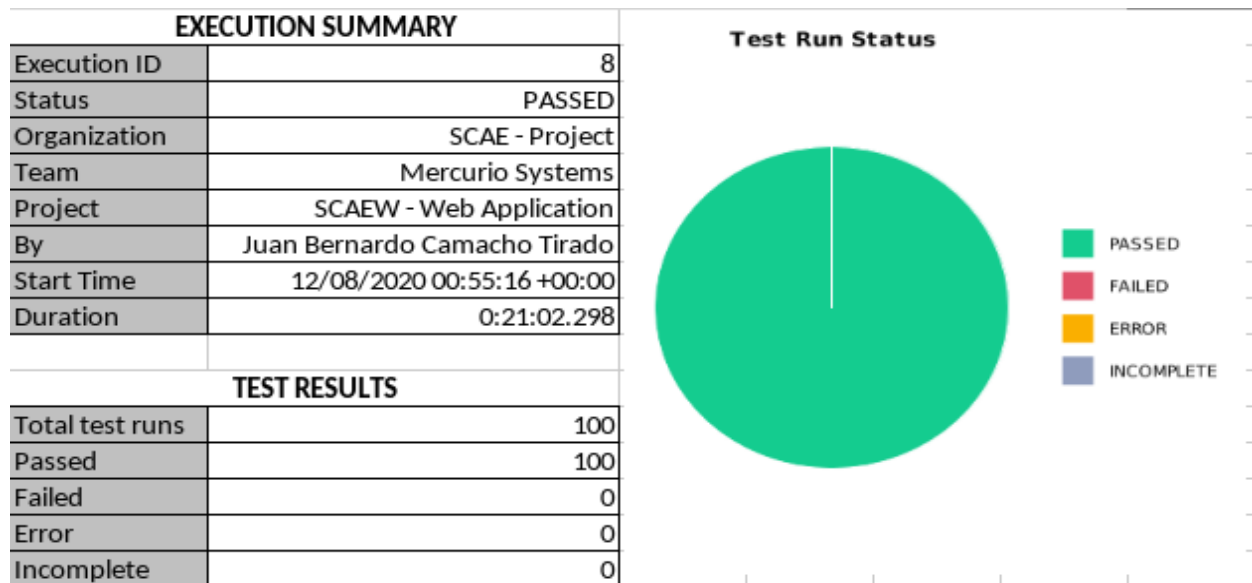 EXECUTION SUMMARY
Execution ID 8
Status PASSED
Organization SCAE - Project
Team Mercurio Systems
Project SCAEW - Web Application
By Juan Bernardo Camacho Tirado
Start Time 12/08/2020 00:55:16 +00:00
Duration 0:21:02.298
TEST RESULTS
Total test runs 100
Passed 100
Failed 0
Error 0
Incomplete 0
Test Run Status
PASSED
FAILED
ERROR
INCOMPLETE